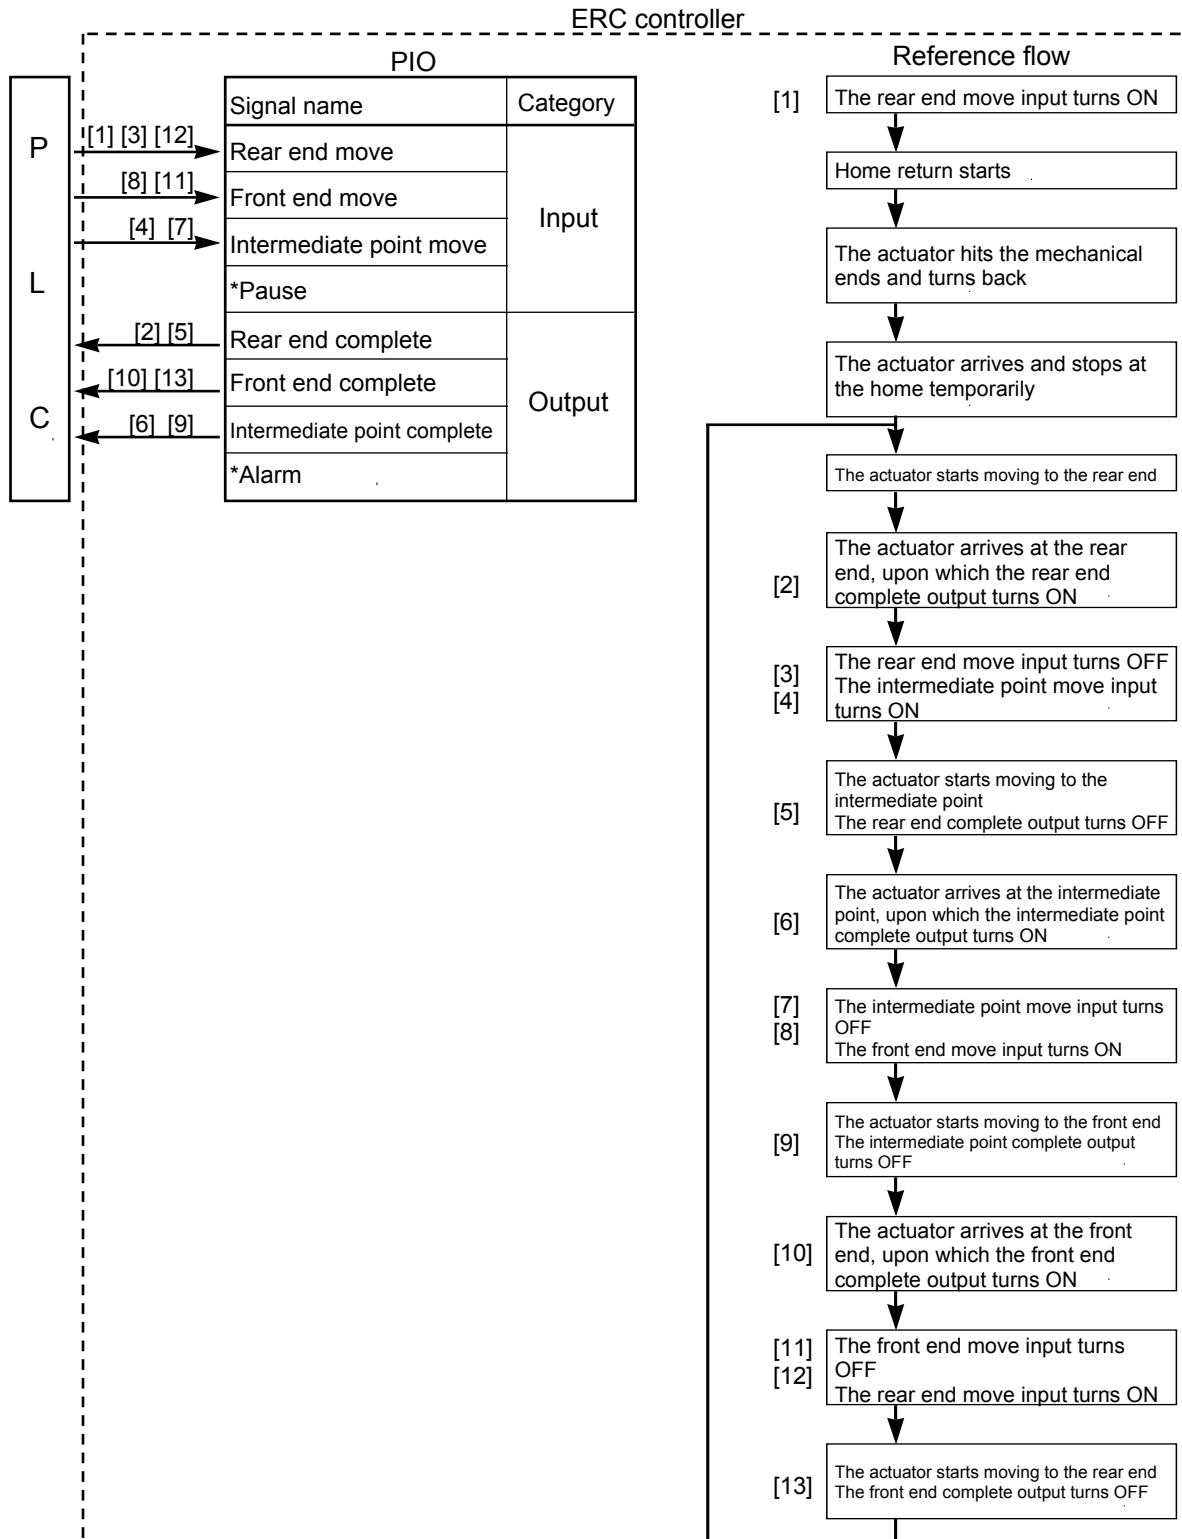 ERC controller
PIO
Signal name
Category
P
L
C
[1] [3] [12]
Rear end move
[8] [11]
Front end move
[4] [7]
Intermediate point move
*Pause
Input
[2] [5]
Rear end complete
[10] [13]
Front end complete
[6] [9]
Intermediate point complete
*Alarm
Output
Reference flow
[1]
The rear end move input turns ON
Home return starts
The actuator hits the mechanical
ends and turns back
The actuator arrives and stops at
the home temporarily
The actuator starts moving to the rear end
[2]
The actuator arrives at the rear
end, upon which the rear end
complete output turns ON
[3]
[4]
The rear end move input turns OFF
The intermediate point move input
turns ON
[5]
The actuator starts moving to the
intermediate point
The rear end complete output turns OFF
[6]
The actuator arrives at the intermediate
point, upon which the intermediate point
complete output turns ON
[7]
[8]
The intermediate point move input turns
OFF
The front end move input turns ON
[9]
The actuator starts moving to the front end
The intermediate point complete output
turns OFF
[10]
The actuator arrives at the front
end, upon which the front end
complete output turns ON
[11]
[12]
The front end move input turns
OFF
The rear end move input turns ON
[13]
The actuator starts moving to the rear end
The front end complete output turns OFF